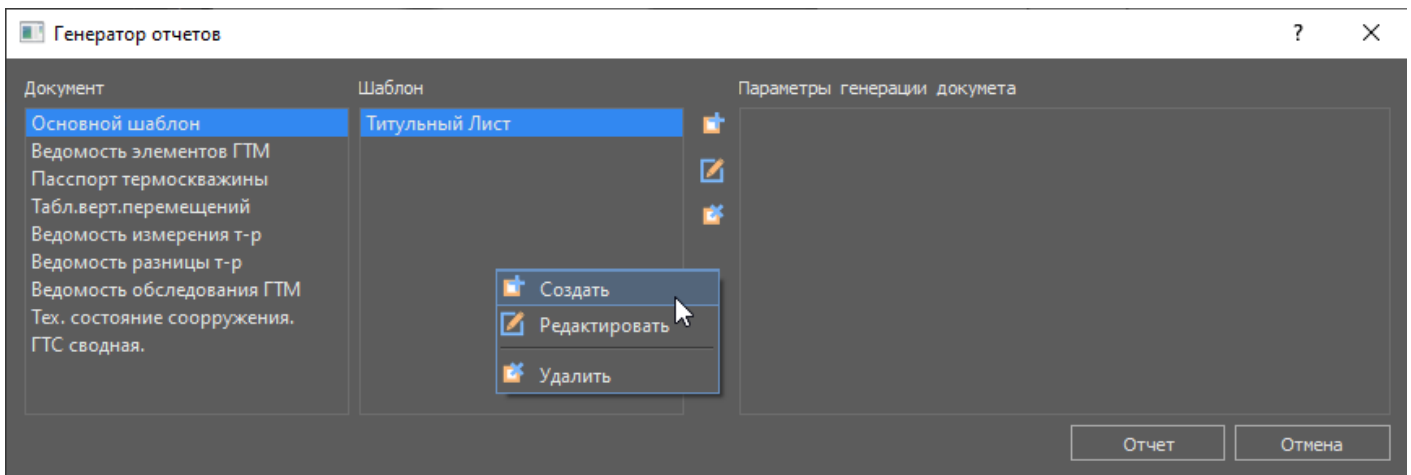 Генератор отчетов
?
Документ
Шаблон
Параметры генерации докумета
Основной шаблон
Ведомость элементов ГТМ
Пасспорт термоскважины
Табл.верт.перемещений
Ведомость измерения т-р
Ведомость разницы т-р
Ведомость обследования ГТМ
Тех. состояние соорружения.
ГТС сводная.
Титульный Лист
Создать
Редактировать
Удалить
Отчет
Отмена